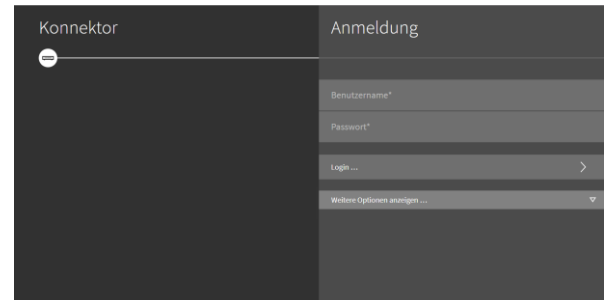 Konnektor
Anmeldung
Benutzername*
Passwort*
Login ...
Weitere Optionen anzeigen ...